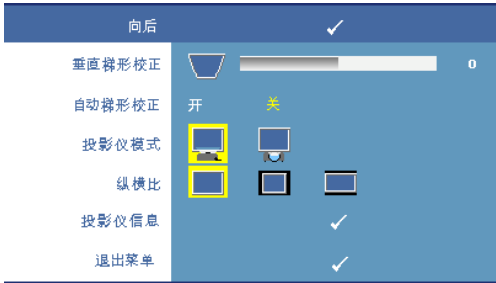 向后
垂直梯形校正 0
自动梯形校正 开 关
投影仪模式
纵横比
投影仪信息
退出菜单